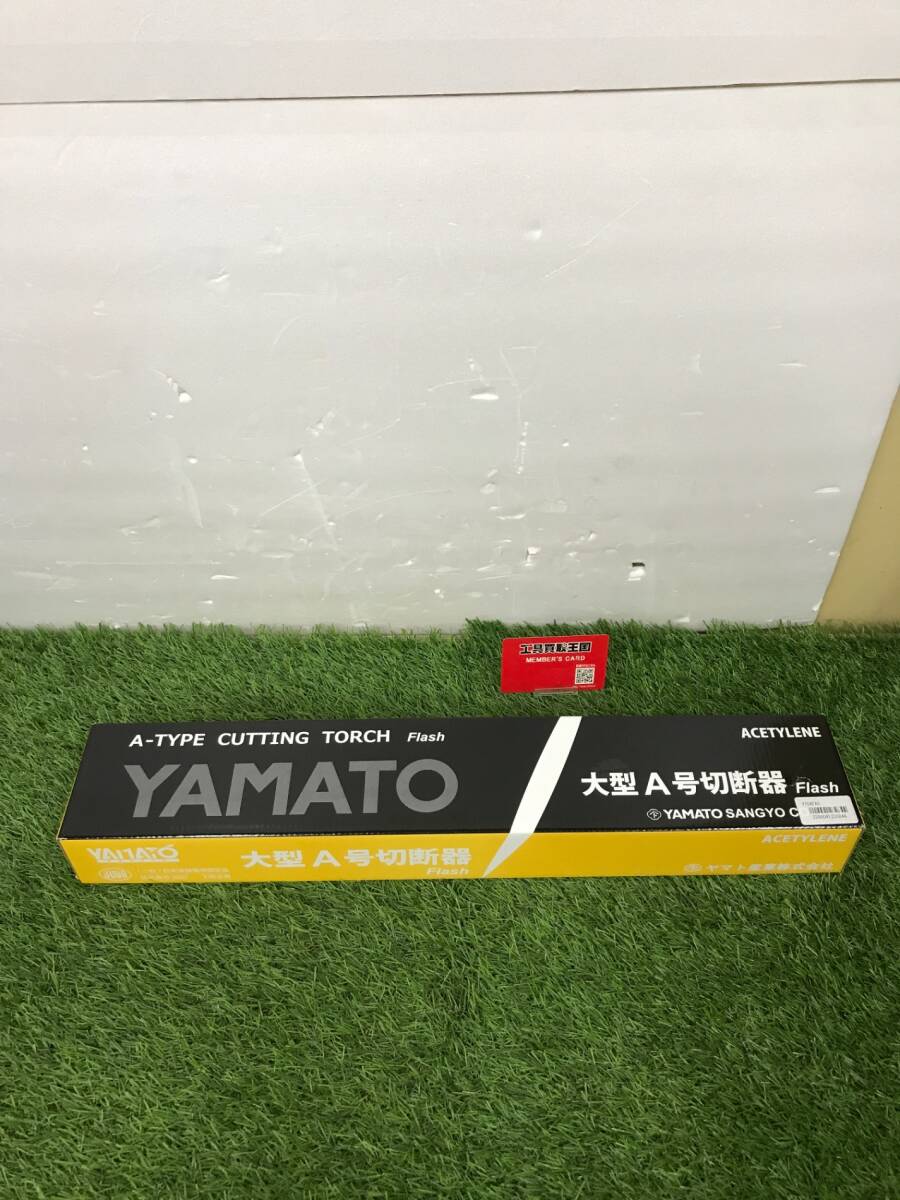 工具買取王国
MEMBER'S CARD
A-TYPE CUTTING TORCH Flash
ACETYLENE
YAMATO
大型A号切断器 Flash
YAMATO SANGYO C
YAMATO
大型A号切断器
Flash
ACETYLENE
ヤマト産業株式会社